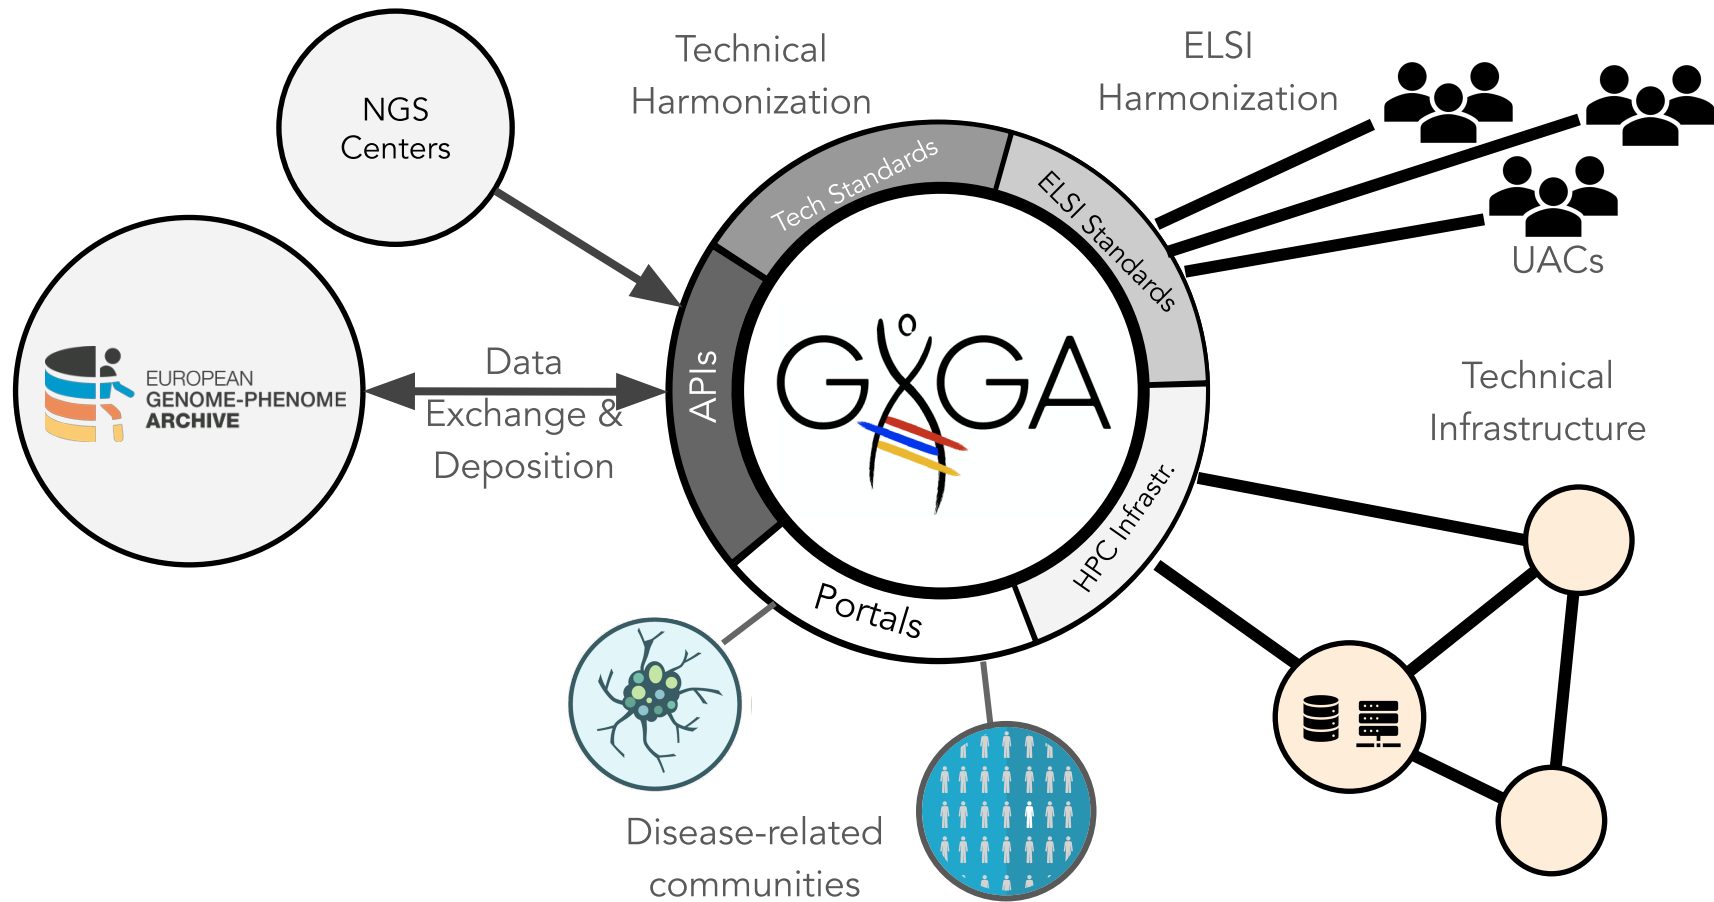 NGS
Centers
Technical
Harmonization
ELSI
Harmonization
UACs
Tech Standards
ELSI Standards
APIs
HPC Infrastr.
Portals
GHGA
EUROPEAN
GENOME-PHENOME
ARCHIVE
Data
Exchange &
Deposition
Technical
Infrastructure
Disease-related
communities